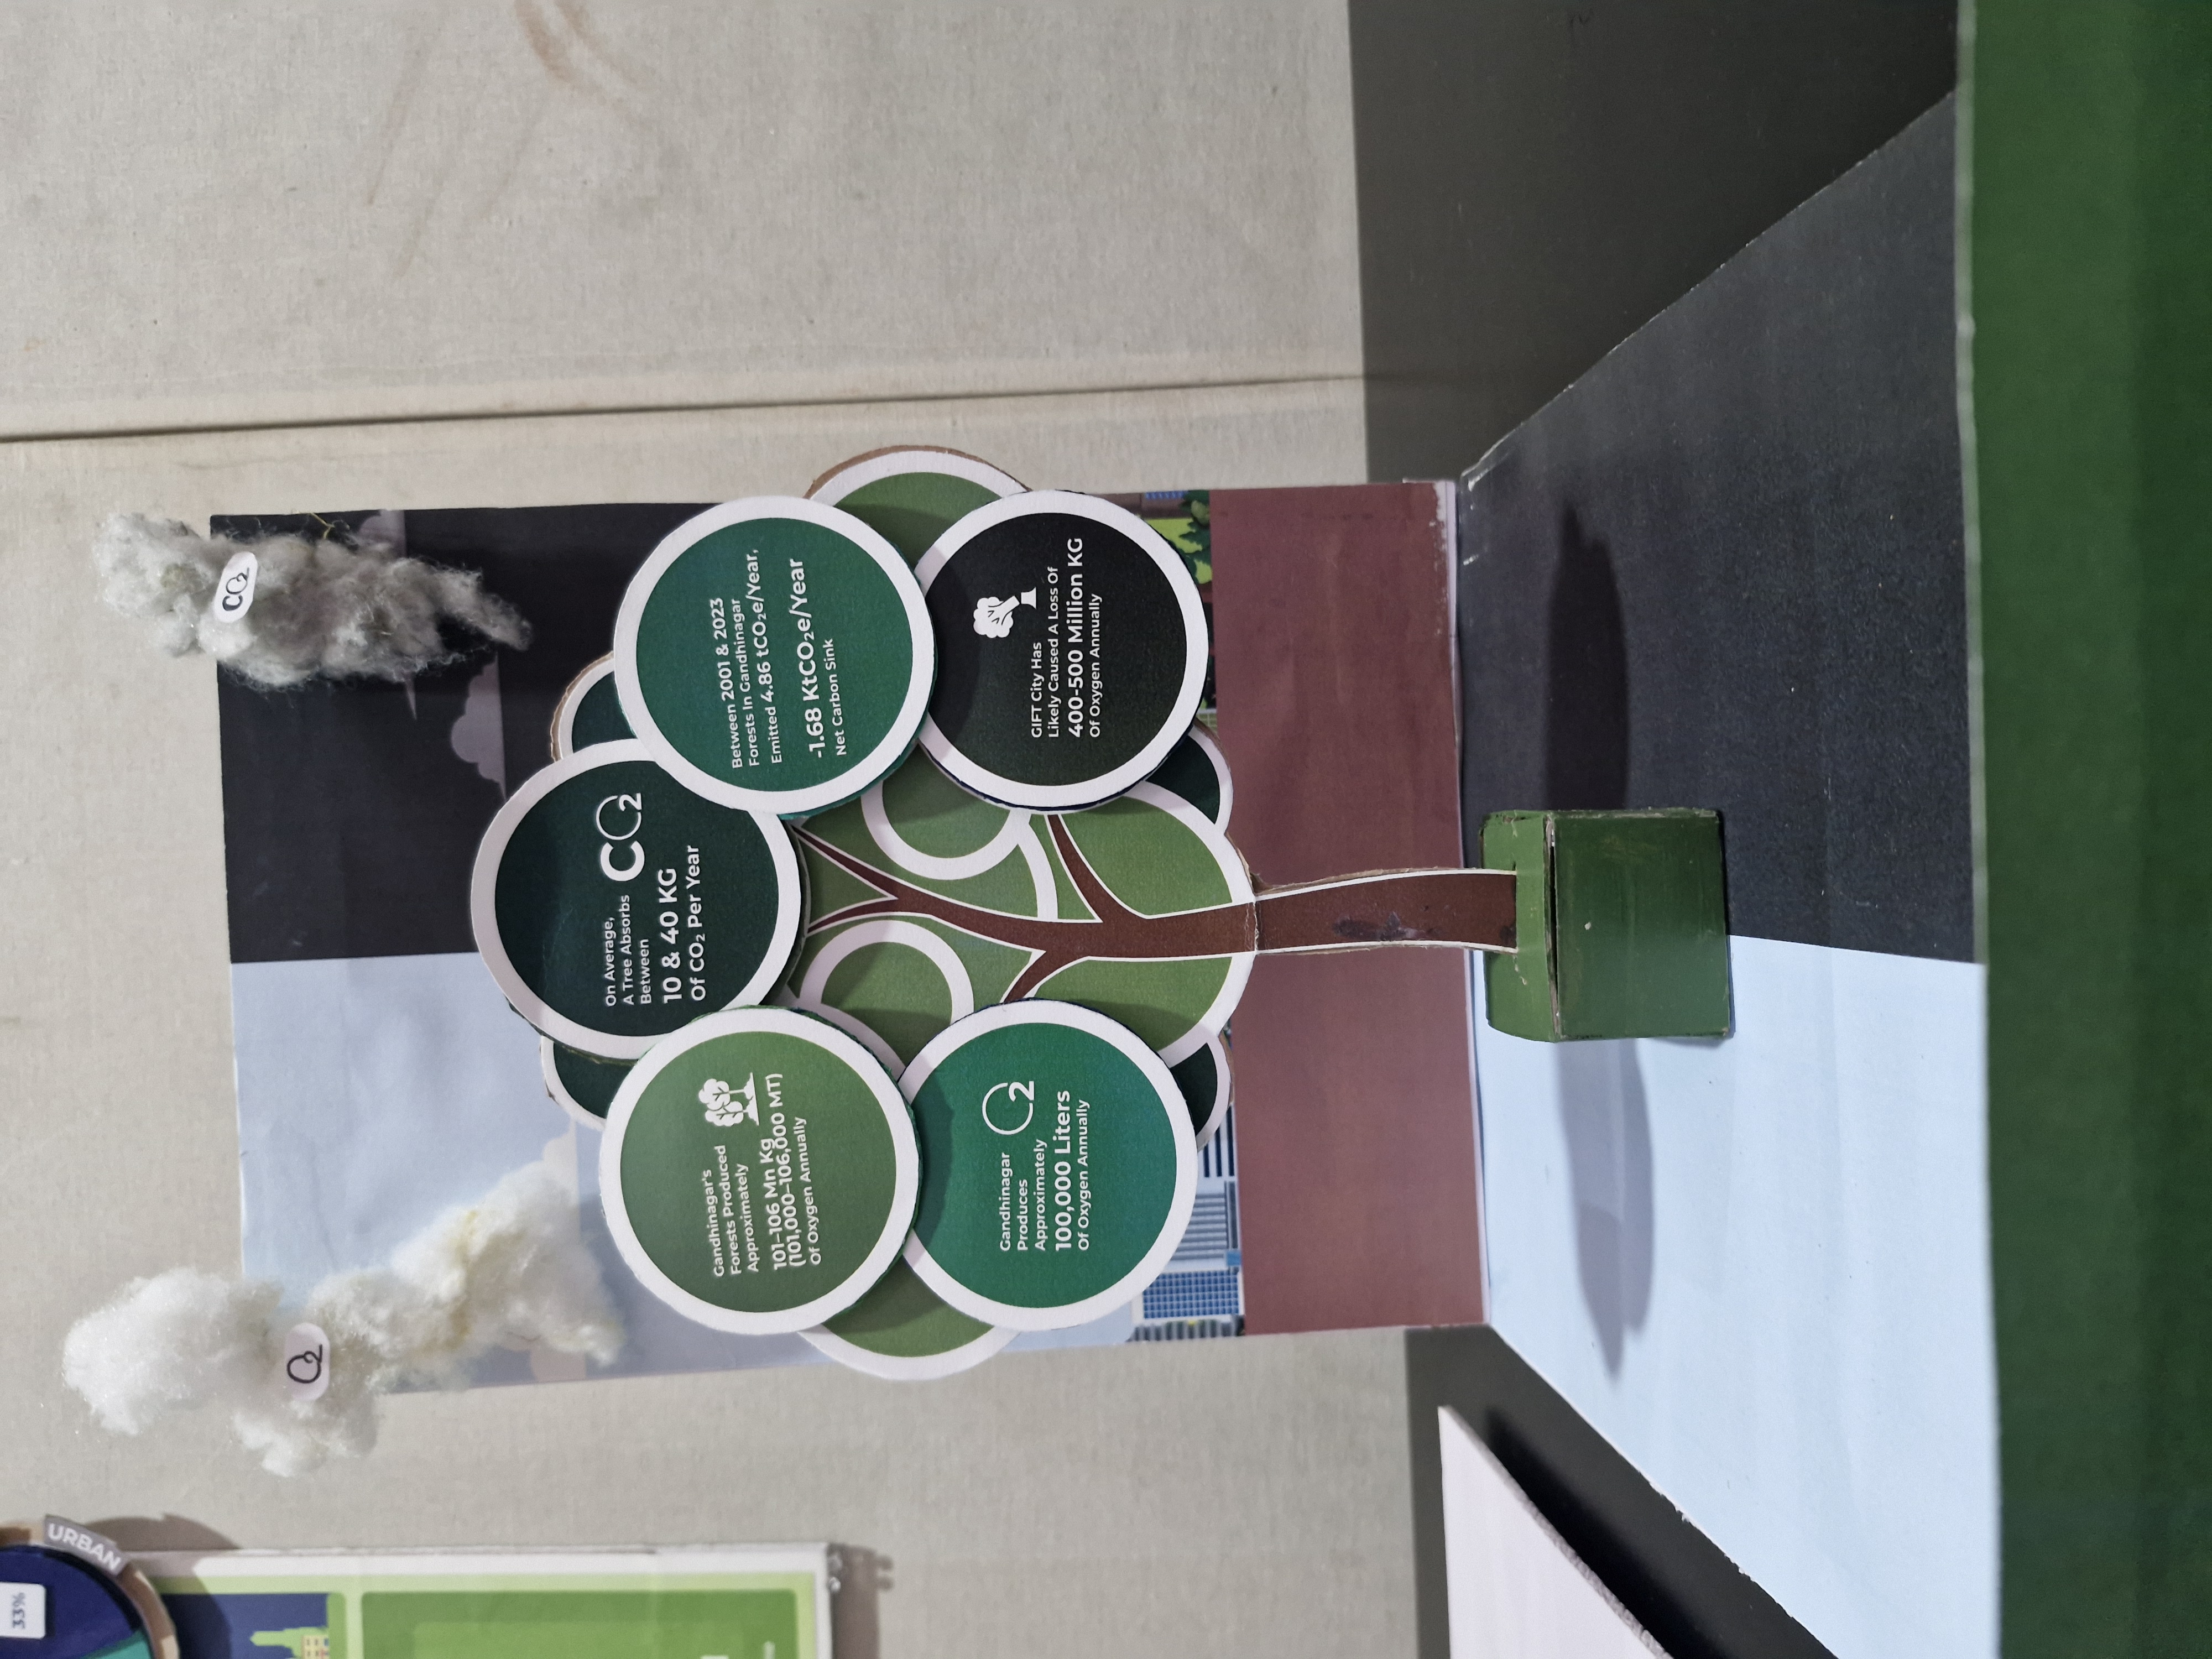 33%
URBAN
O2
CO2
On Average,
A Tree Absorbs
Between
CO2
10 & 40 KG
Of CO₂ Per Year
Gandhinagar's
Forests Produced
Approximately
101–106 Mn Kg
(101,000–106,000 MT)
Of Oxygen Annually
Between 2001 & 2023
Forests In Gandhinagar
Emitted 4.86 tCO₂e/Year,
-1.68 KtCO₂e/Year
Net Carbon Sink
Gandhinagar
Produces
Approximately
O2
100,000 Liters
Of Oxygen Annually
GIFT City Has
Likely Caused A Loss Of
400-500 Million KG
Of Oxygen Annually